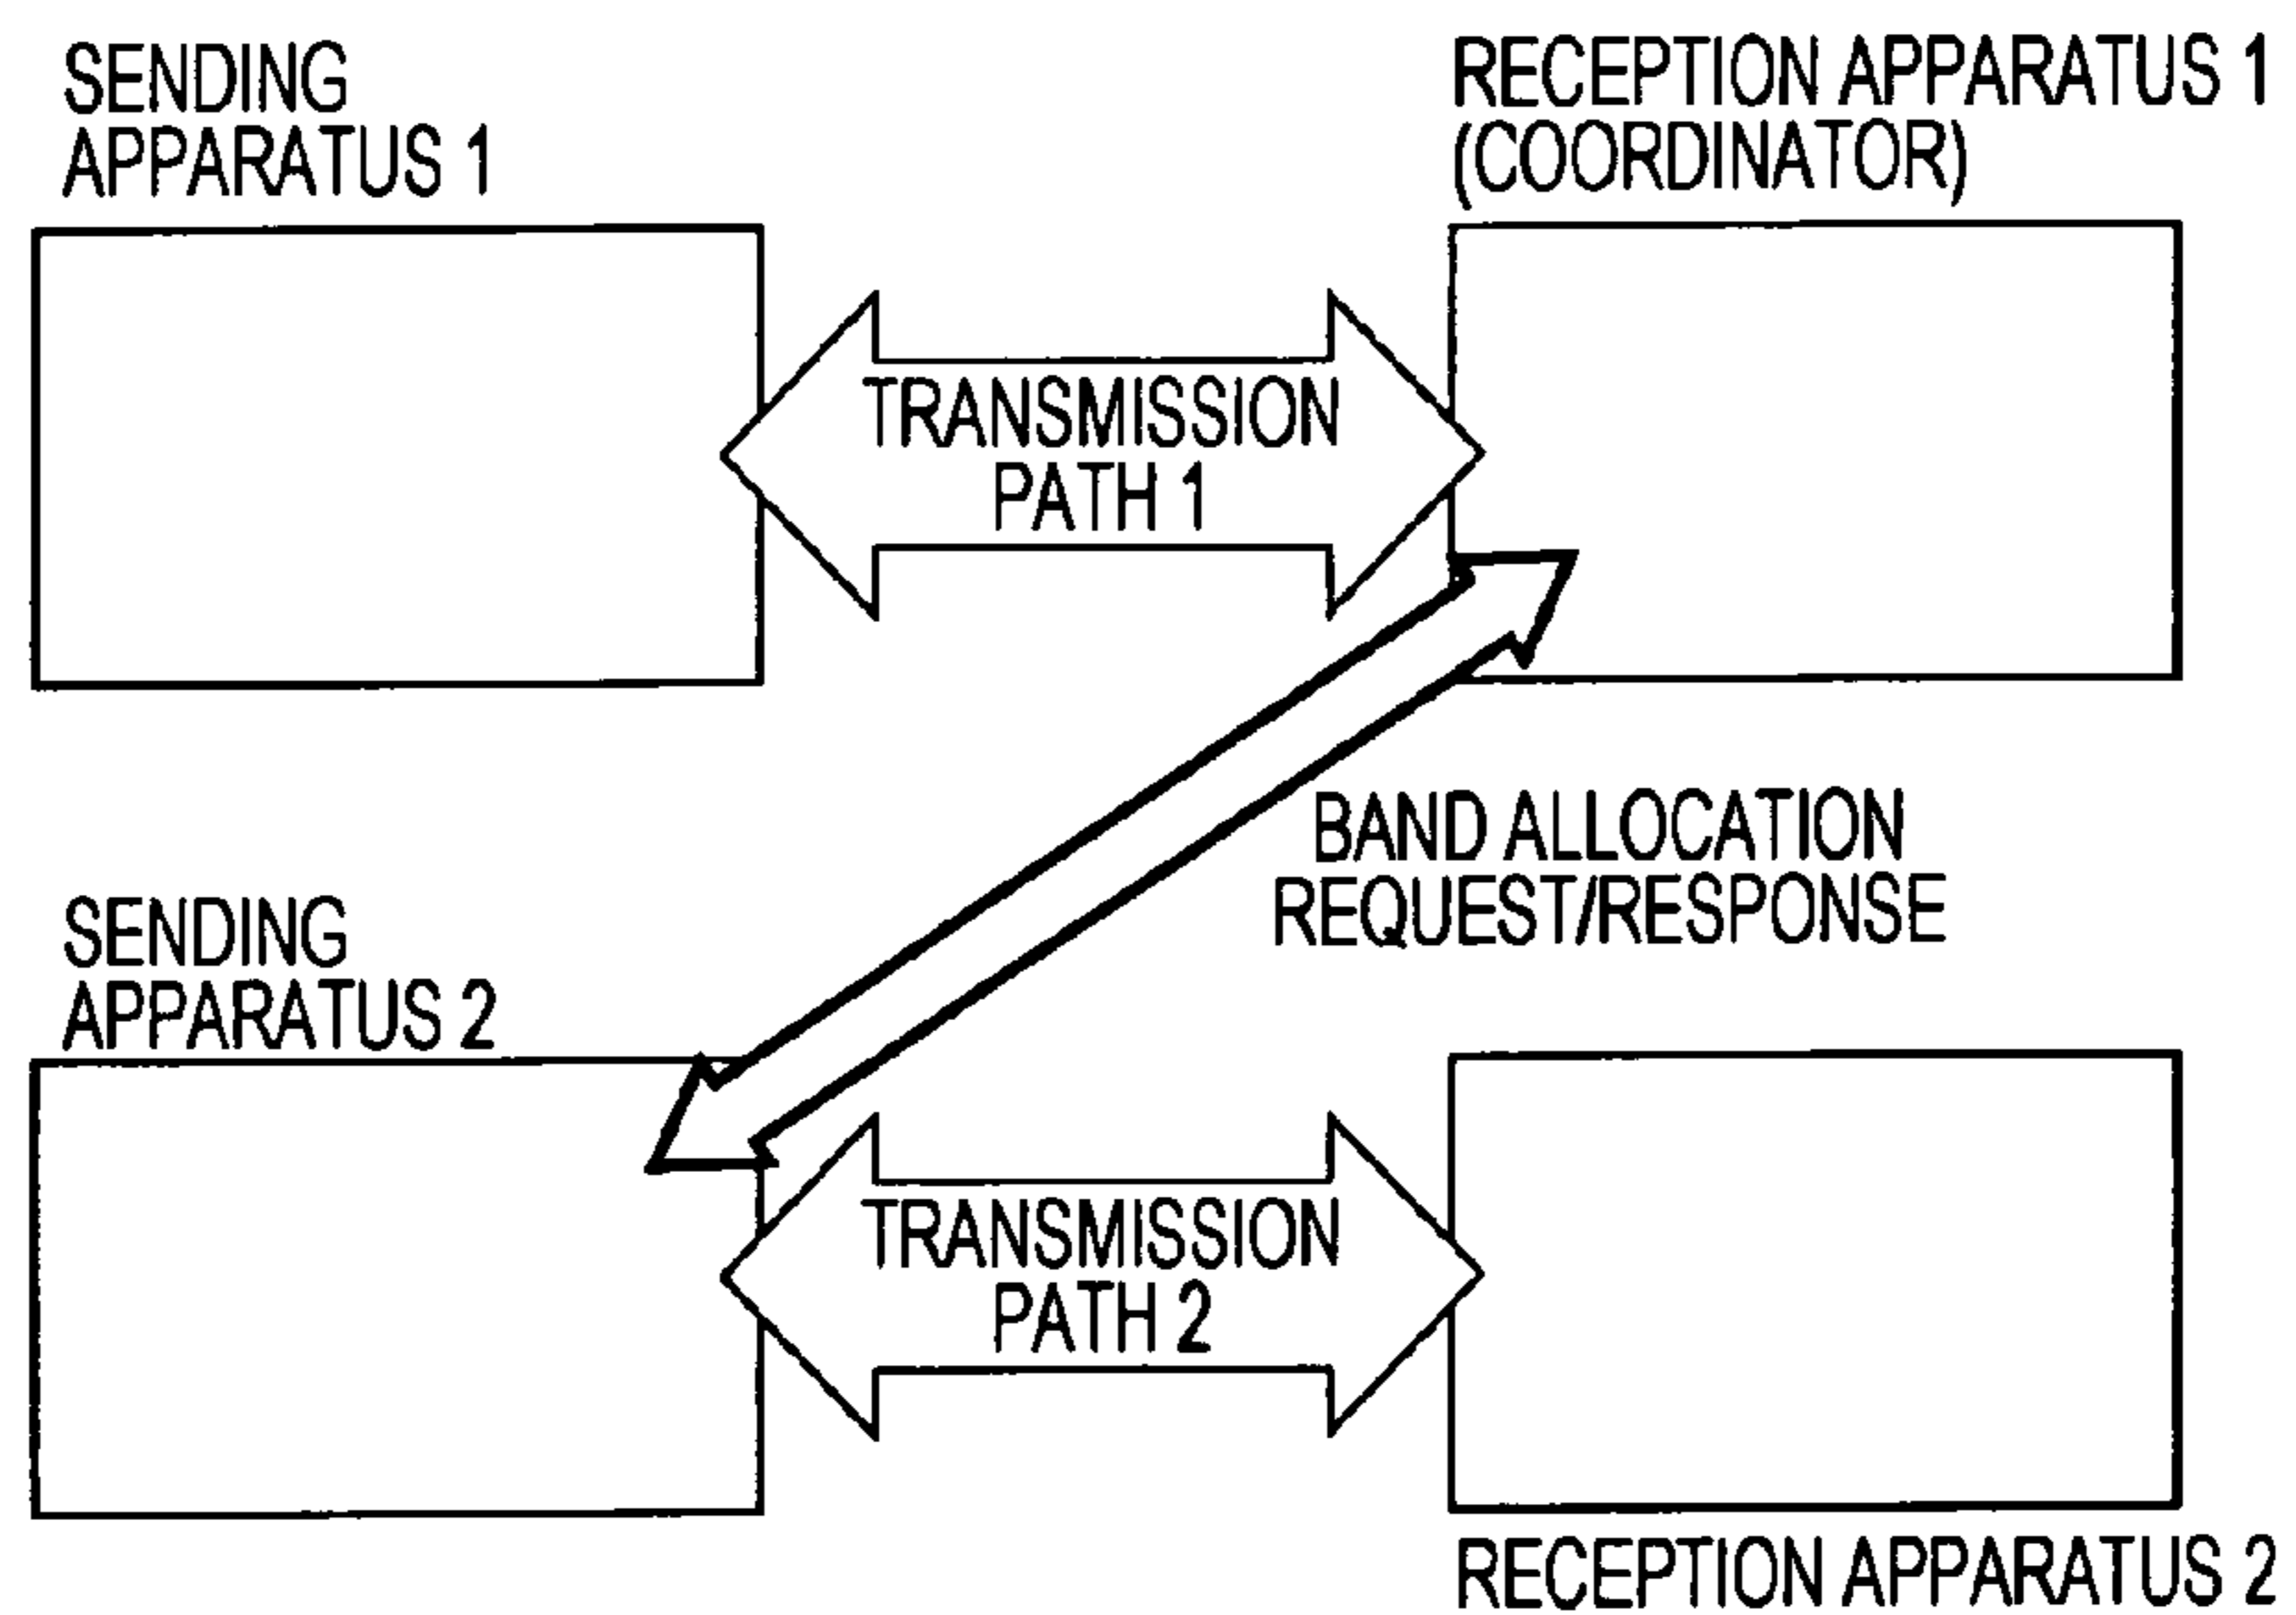 SENDING
APPARATUS 1
RECEPTION APPARATUS 1
(COORDINATOR)
TRANSMISSION
PATH 1
BAND ALLOCATION
REQUEST/RESPONSE
SENDING
APPARATUS 2
TRANSMISSION
PATH 2
RECEPTION APPARATUS 2